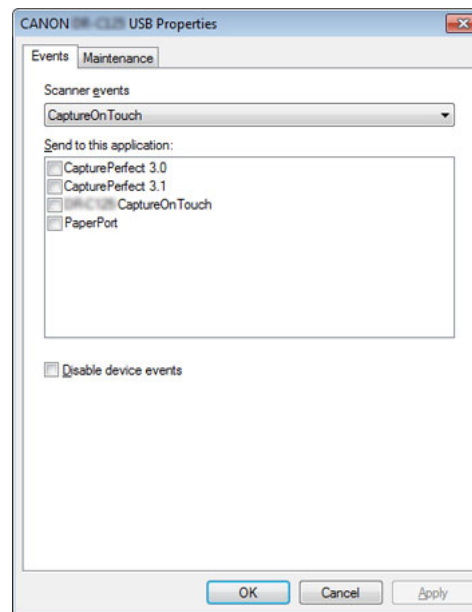 CANON USB Properties
Events
Maintenance
Scanner events
CaptureOnTouch
Send to this application:
CapturePerfect 3.0
CapturePerfect 3.1
CaptureOnTouch
PaperPort
Disable device events
OK
Cancel
Apply